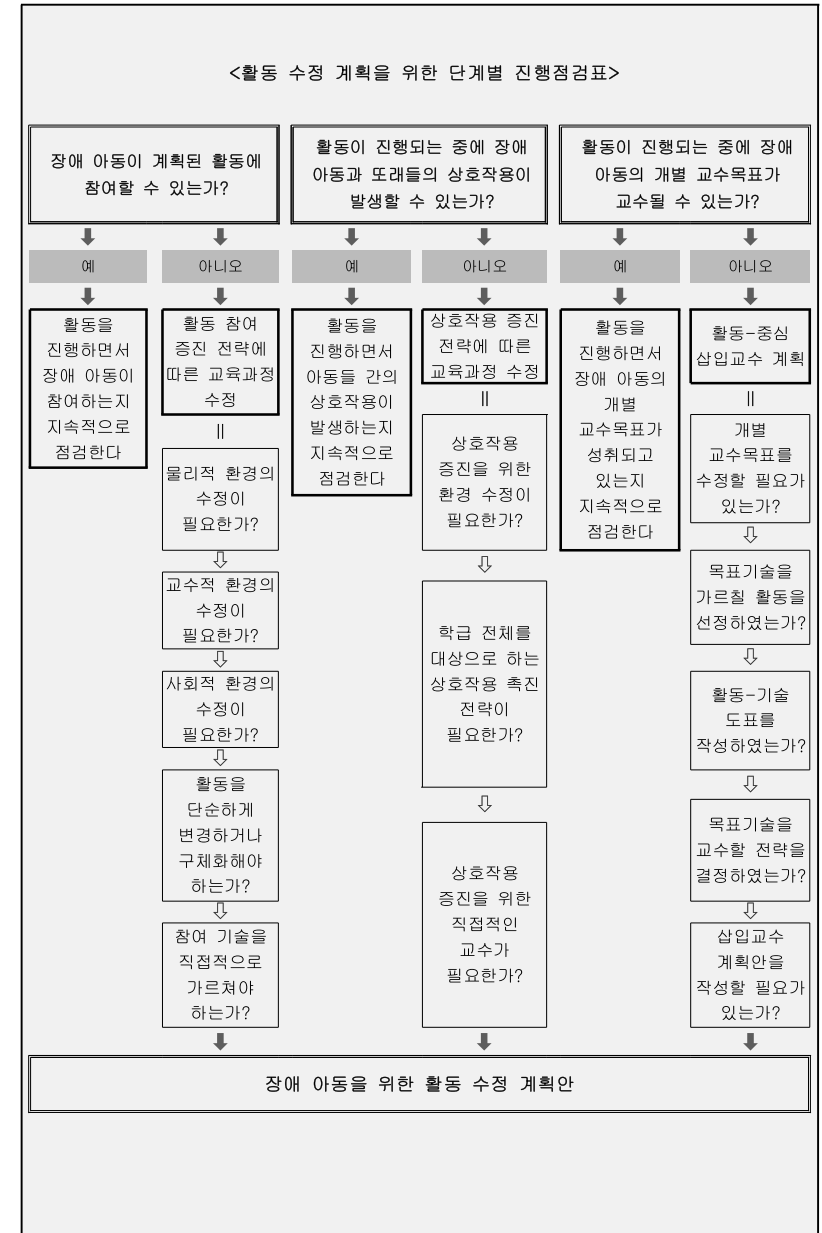 <활동 수정 계획을 위한 단계별 진행점검표>
장애 아동이 계획된 활동에
참여할 수 있는가?
활동이 진행되는 중에 장애
아동과 또래들의 상호작용이
발생할 수 있는가?
활동이 진행되는 중에 장애
아동의 개별 교수목표가
교수될 수 있는가?
예
아니오
예
아니오
예
아니오
활동을
진행하면서
장애 아동이
참여하는지
지속적으로
점검한다
활동 참여
증진 전략에
따른 교육과정
수정
물리적 환경의
수정이
필요한가?
교수적 환경의
수정이
필요한가?
사회적 환경의
수정이
필요한가?
활동을
단순하게
변경하거나
구체화해야
하는가?
참여 기술을
직접적으로
가르쳐야
하는가?
활동을
진행하면서
아동들 간의
상호작용이
발생하는지
지속적으로
점검한다
상호작용 증진
전략에 따른
교육과정 수정
상호작용
증진을 위한
환경 수정이
필요한가?
학급 전체를
대상으로 하는
상호작용 촉진
전략이
필요한가?
상호작용
증진을 위한
직접적인
교수가
필요한가?
활동을
진행하면서
장애 아동의
개별
교수목표가
성취되고
있는지
지속적으로
점검한다
활동-중심
삽입교수 계획
개별
교수목표를
수정할 필요가
있는가?
목표기술을
가르칠 활동을
선정하였는가?
활동-기술
도표를
작성하였는가?
목표기술을
교수할 전략을
결정하였는가?
삽입교수
계획안을
작성할 필요가
있는가?
장애 아동을 위한 활동 수정 계획안